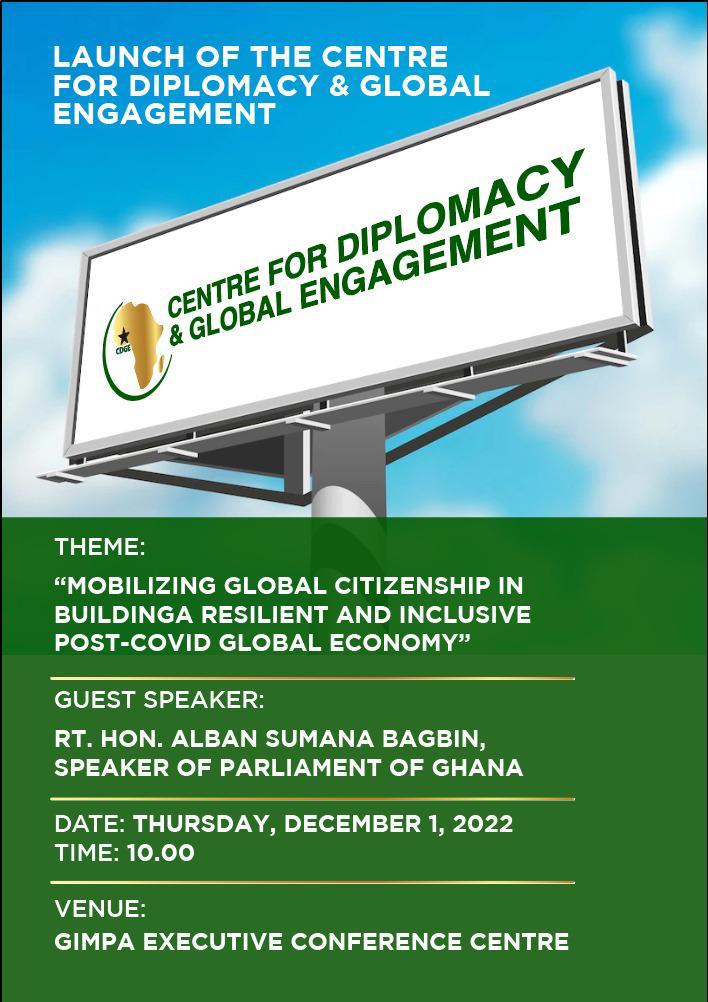 LAUNCH OF THE CENTRE
FOR DIPLOMACY & GLOBAL
ENGAGEMENT
CENTRE FOR DIPLOMACY
& GLOBAL ENGAGEMENT
CDGE
THEME:
“MOBILIZING GLOBAL CITIZENSHIP IN
BUILDINGA RESILIENT AND INCLUSIVE
POST-COVID GLOBAL ECONOMY”
GUEST SPEAKER:
RT. HON. ALBAN SUMANA BAGBIN,
SPEAKER OF PARLIAMENT OF GHANA
DATE: THURSDAY, DECEMBER 1, 2022
TIME: 10.00
VENUE:
GIMPA EXECUTIVE CONFERENCE CENTRE